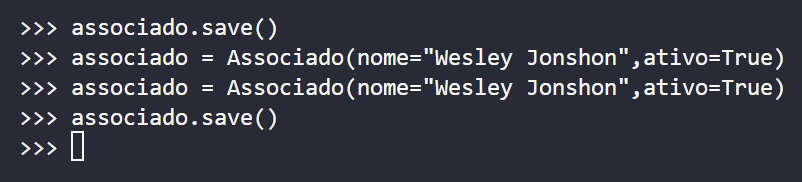 >>> associado.save()
>>> associado = Associado(nome="Wesley Jonshon",ativo=True)
>>> associado = Associado(nome="Wesley Jonshon",ativo=True)
>>> associado.save()
>>>